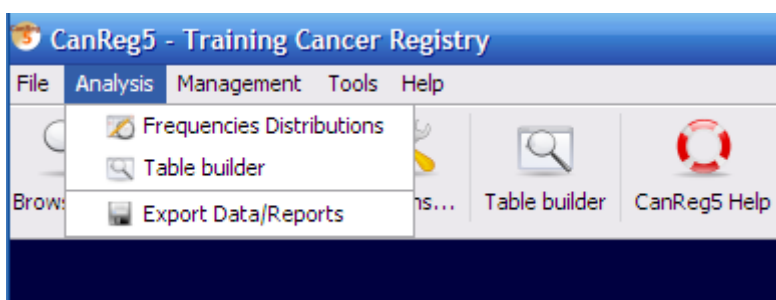 CanReg5 - Training Cancer Registry
File Analysis Management Tools Help
Frequencies Distributions
Table builder
Export Data/Reports
Table builder
CanReg5 Help